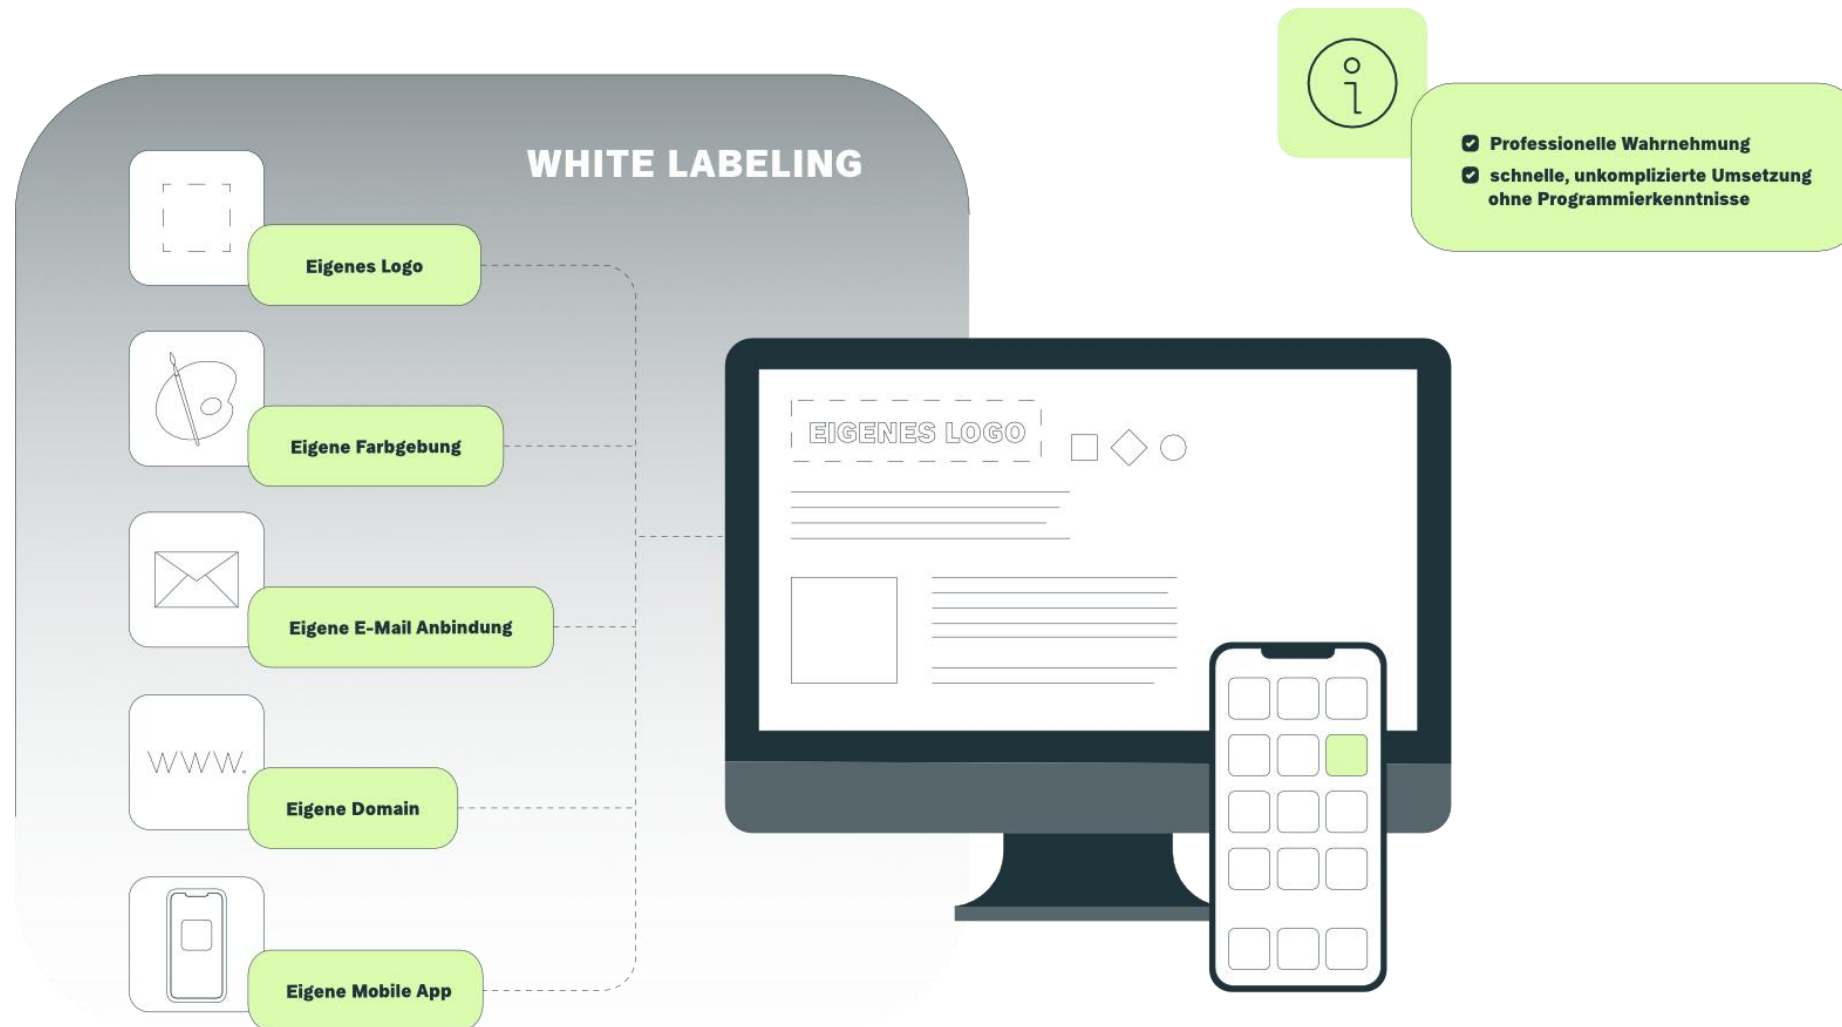 WHITE LABELING
Eigenes Logo
Eigene Farbgebung
Eigene E-Mail Anbindung
www.
Eigene Domain
Eigene Mobile App
EIGENES LOGO
Professionelle Wahrnehmung
schnelle, unkomplizierte Umsetzung
ohne Programmierkenntnisse